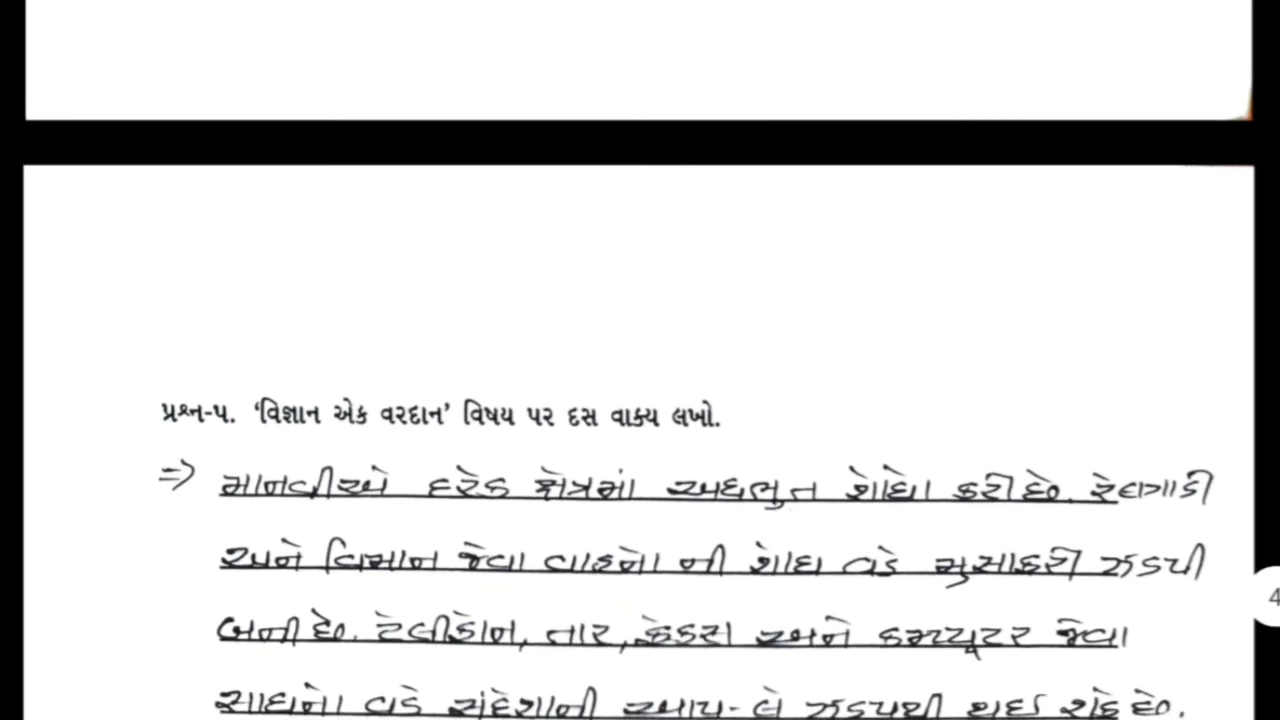 પ્રશ્ન-૫. ‘વિજ્ઞાન એક વરદાન’ વિષય પર દસ વાક્ય લખો.
=> માનવીએ દરેક ક્ષેત્રમાં અદ્ભુત શોધો કરી છે. રેલગાડી
અને વિમાન જેવા વાહનો ની શોધ વડે મુસાફરી ઝડપી
બની છે. ટેલીફોન, તાર, ફેક્સ અને કમ્પ્યુટર જેવા
સાધનો વડે સંદેશાની આપ-લે ઝડપથી થઈ શકે છે.
4